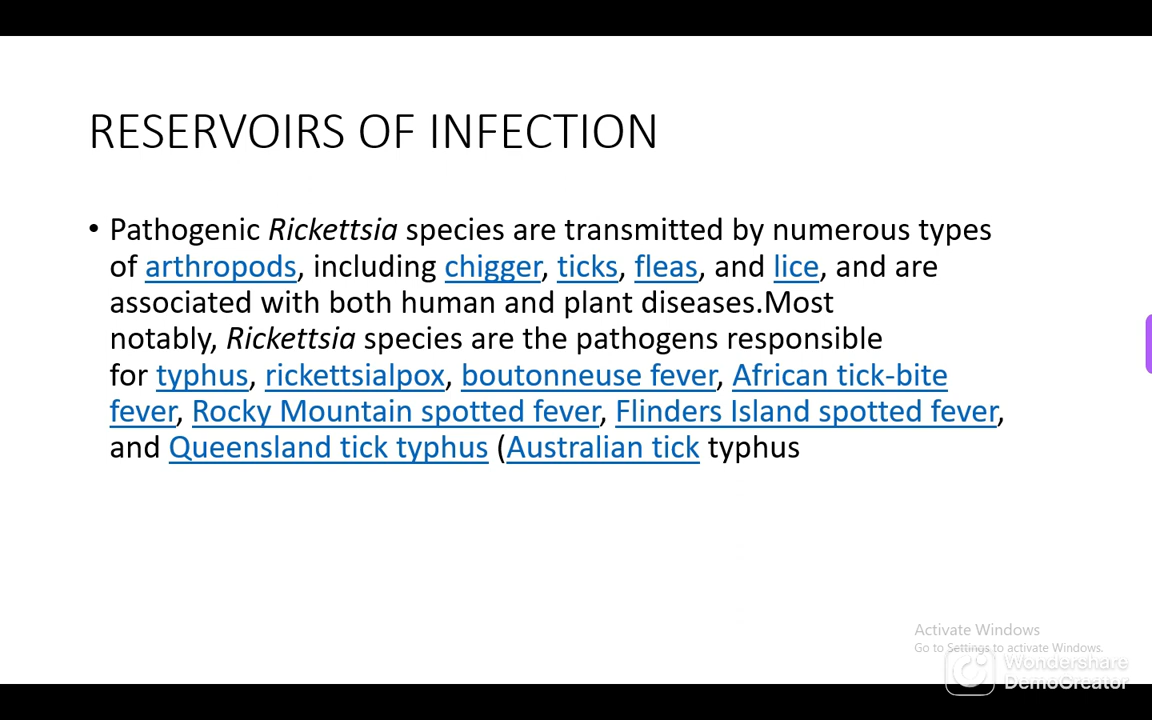 RESERVOIRS OF INFECTION
• Pathogenic Rickettsia species are transmitted by numerous types
of arthropods, including chigger, ticks, fleas, and lice, and are
associated with both human and plant diseases.Most
notably, Rickettsia species are the pathogens responsible
for typhus, rickettsialpox, boutonneuse fever, African tick-bite
fever, Rocky Mountain spotted fever, Flinders Island spotted fever,
and Queensland tick typhus (Australian tick typhus
Activate Windows
Go to Settings to activate Windows.
Wondershare
DemoCreator